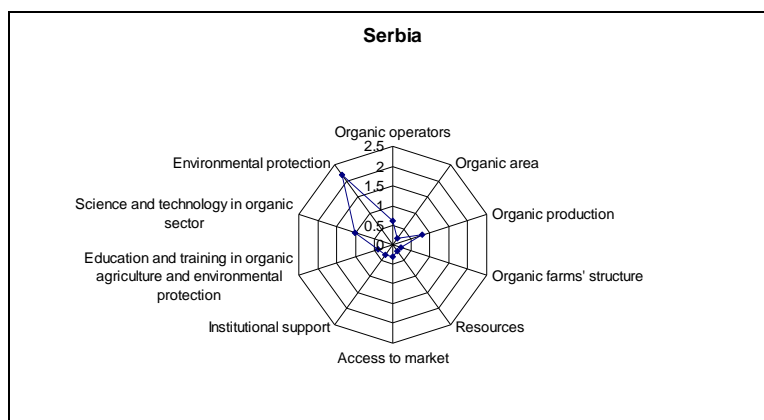 Serbia
Organic operators
2.5
Environmental protection
Organic area
2
1.5
Science and technology in organic
sector
Organic production
1
0.5
0
Education and training in organic
agriculture and environmental
protection
Organic farms' structure
Institutional support
Resources
Access to market